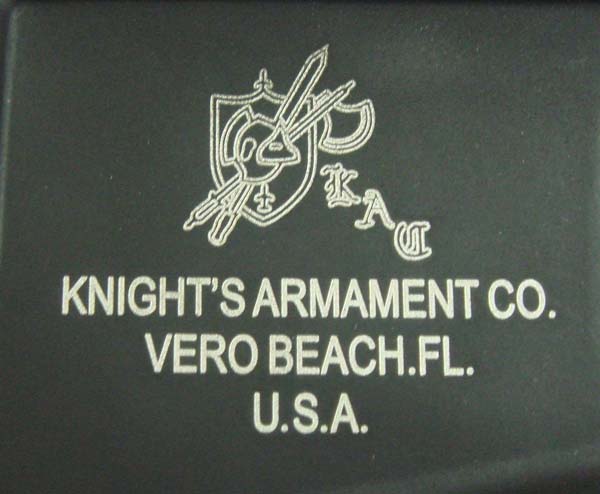 KAC
KNIGHT'S ARMAMENT CO.
VERO BEACH.FL.
U.S.A.